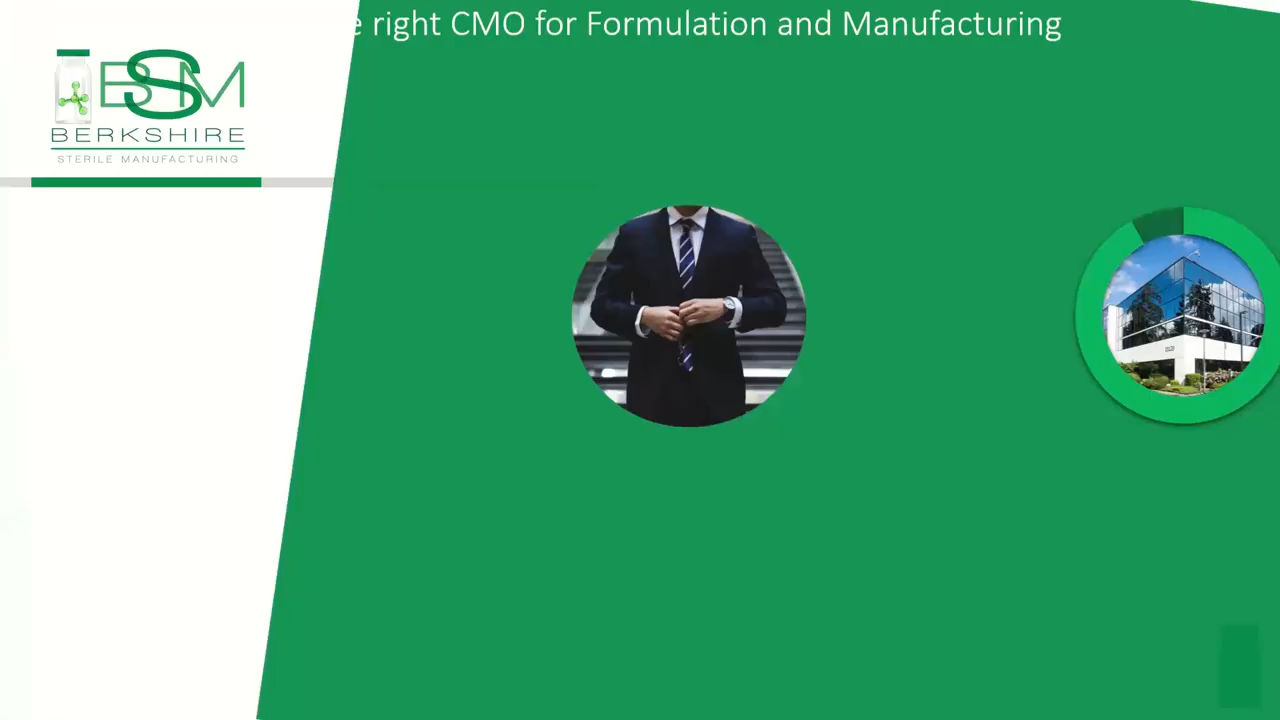 e right CMO for Formulation and Manufacturing
BSM
BERKSHIRE
STERILE MANUFACTURING